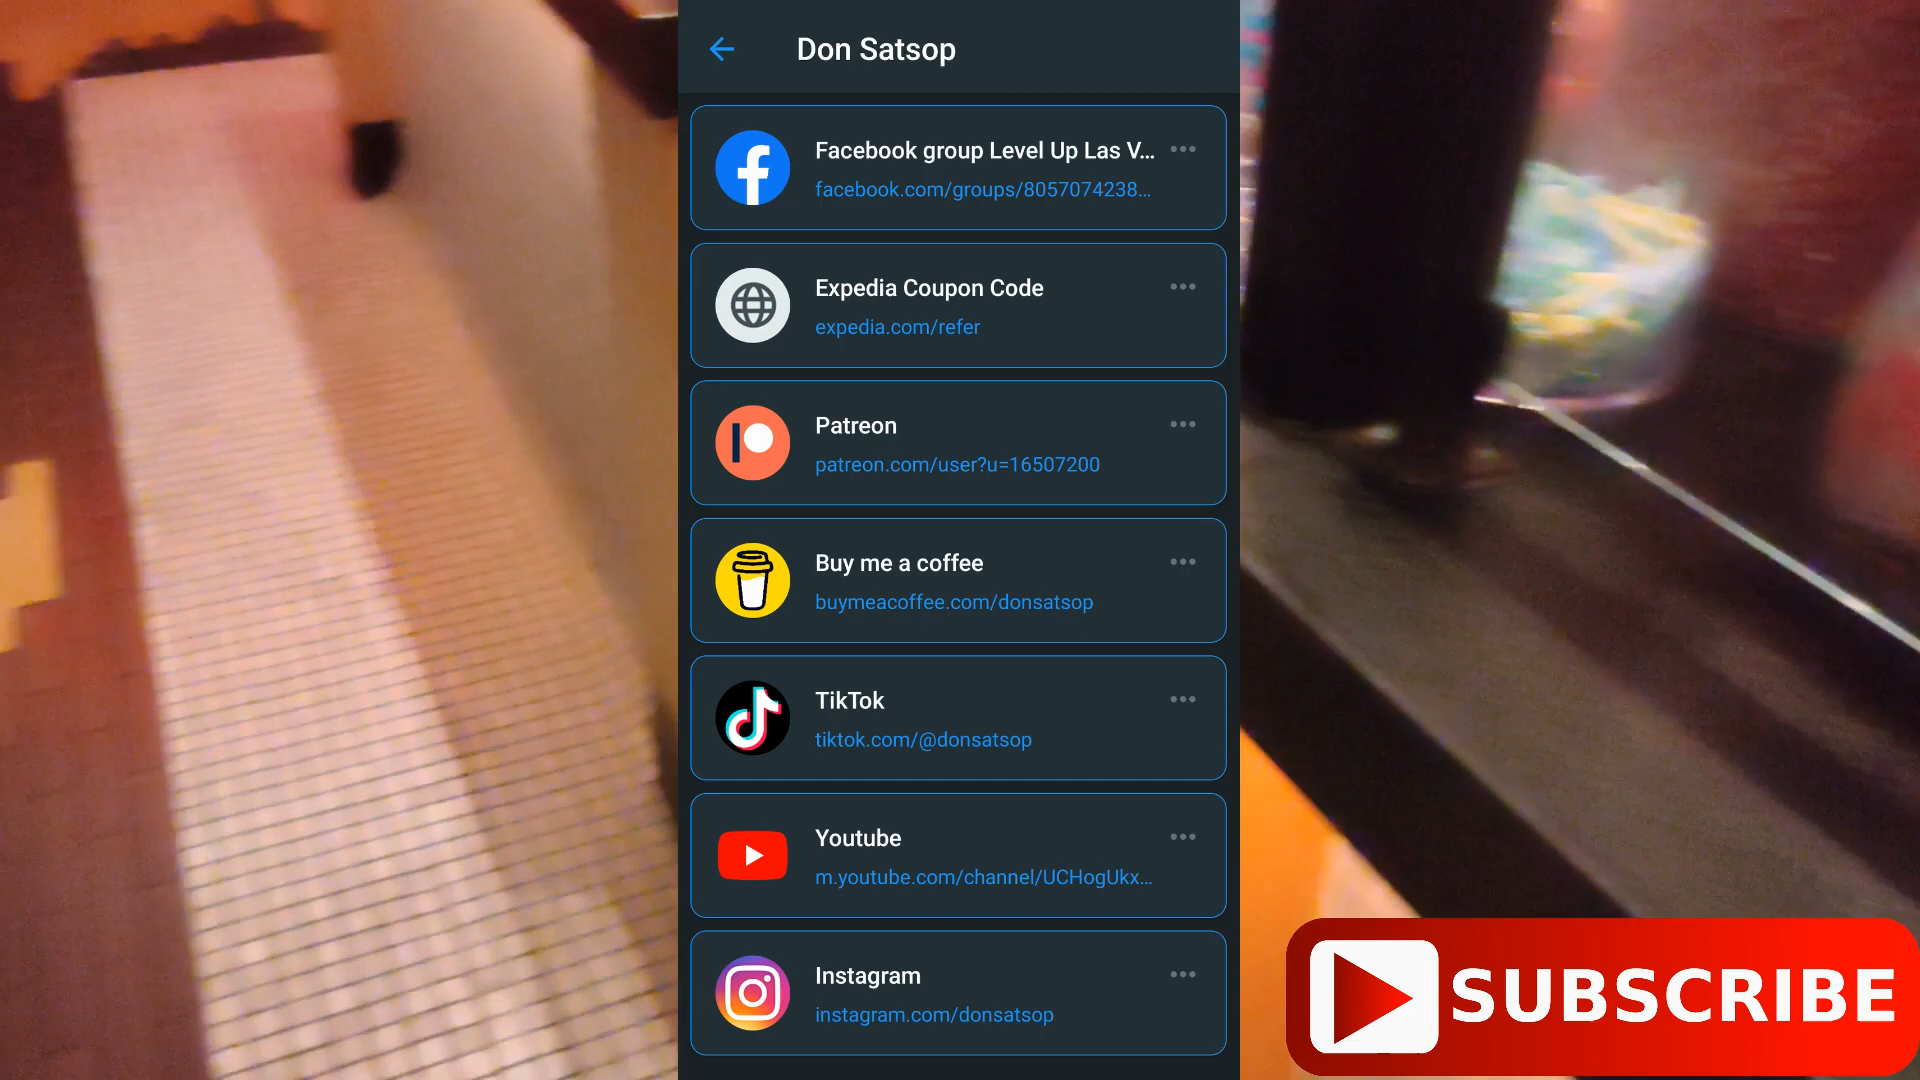 Don Satsop
Facebook group Level Up Las V...
facebook.com/groups/8057074238...
Expedia Coupon Code
expedia.com/refer
Patreon
patreon.com/user?u=16507200
Buy me a coffee
buymeacoffee.com/donsatsop
TikTok
tiktok.com/@donsatsop
Youtube
m.youtube.com/channel/UCHogUkx...
Instagram
instagram.com/donsatsop
SUBSCRIBE